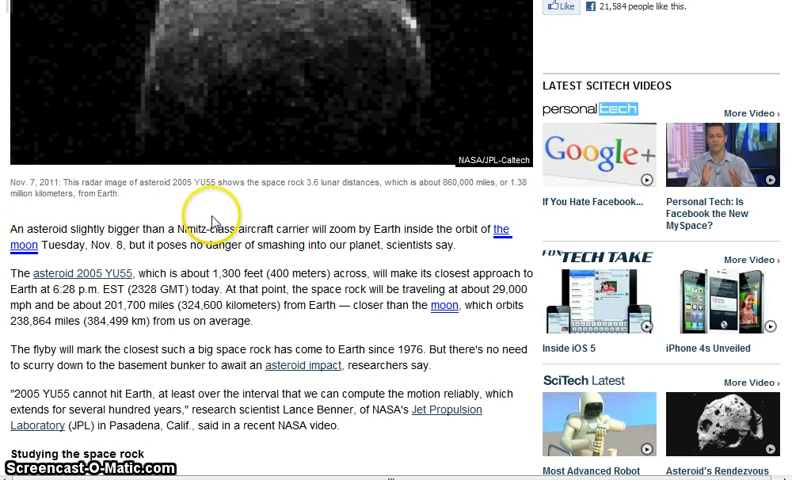 Like 21,584 people like this.
NASA/JPL-Caltech
Nov. 7, 2011: This radar image of asteroid 2005 YU55 shows the space rock 3.6 lunar distances, which is about 860,000 miles, or 1.38
million kilometers, from Earth.
An asteroid slightly bigger than a Nimitz-class aircraft carrier will zoom by Earth inside the orbit of the
moon Tuesday, Nov. 8, but it poses no danger of smashing into our planet, scientists say.
The asteroid 2005 YU55, which is about 1,300 feet (400 meters) across, will make its closest approach to
Earth at 6:28 p.m. EST (2328 GMT) today. At that point, the space rock will be traveling at about 29,000
mph and be about 201,700 miles (324,600 kilometers) from Earth — closer than the moon, which orbits
238,864 miles (384,499 km) from us on average.
The flyby will mark the closest such a big space rock has come to Earth since 1976. But there's no need
to scurry down to the basement bunker to await an asteroid impact, researchers say.
"2005 YU55 cannot hit Earth, at least over the interval that we can compute the motion reliably, which
extends for several hundred years," research scientist Lance Benner, of NASA's Jet Propulsion
Laboratory (JPL) in Pasadena, Calif., said in a recent NASA video.
Studying the space rock
LATEST SCITECH VIDEOS
personal tech
More Video ›
Google+
If You Hate Facebook...
Personal Tech: Is
Facebook the New
MySpace?
FOX TECH TAKE
More Video ›
Inside iOS 5
iPhone 4s Unveiled
SciTech Latest
More Video ›
Most Advanced Robot
Asteroid's Rendezvous
Screencast-O-Matic.com